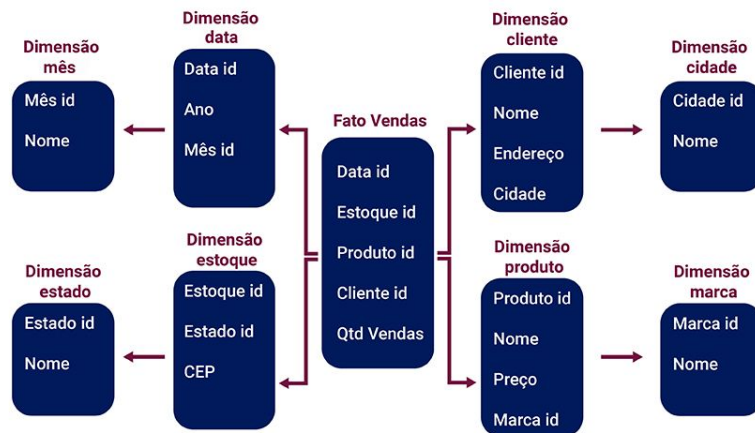 Dimensão
mês
Mês id
Nome
Dimensão
data
Data id
Ano
Mês id
Fato Vendas
Data id
Estoque id
Produto id
Cliente id
Qtd Vendas
Dimensão
cliente
Cliente id
Nome
Endereço
Cidade
Dimensão
cidade
Cidade id
Nome
Dimensão
estado
Estado id
Nome
Dimensão
estoque
Estoque id
Estado id
CEP
Dimensão
produto
Produto id
Nome
Preço
Marca id
Dimensão
marca
Marca id
Nome